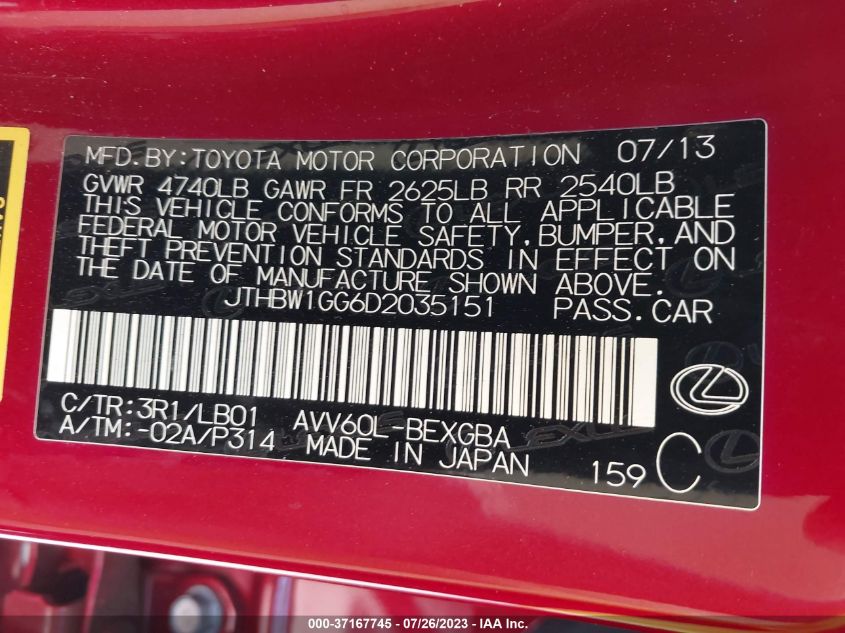 MFD.BY:TOYOTA MOTOR CORPORATION 07/13
GVWR 4740LB GAWR FR 2625LB RR 2540LB
THIS VEHICLE CONFORMS TO ALL APPLICABLE
FEDERAL MOTOR VEHICLE SAFETY,BUMPER,AND
THEFT PREVENTION STANDARDS IN EFFECT ON
THE DATE OF MANUFACTURE SHOWN ABOVE.
JTHBW1GG6D2035151 PASS.CAR
C/TR:3R1/LB01 AVV60L-BEXGBA
A/TM:-02A/P314 MADE IN JAPAN 159 C
000-37167745 - 07/26/2023 - IAA Inc.